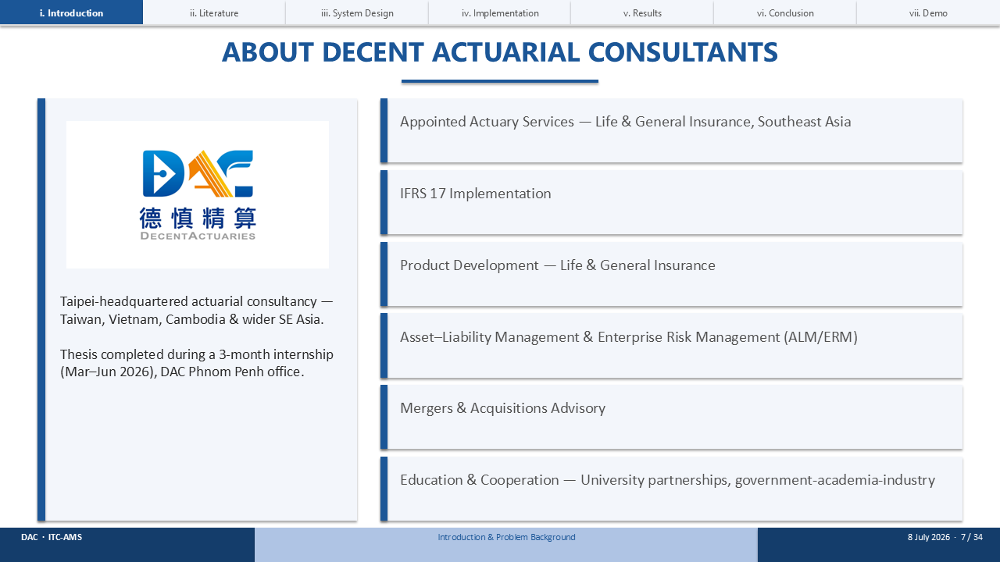 i. Introduction
ii. Literature
iii. System Design
iv. Implementation
v. Results
vi. Conclusion
vii. Demo
ABOUT DECENT ACTUARIAL CONSULTANTS
DAC
德慎精算
DECENTACTUARIES
Taipei-headquartered actuarial consultancy —
Taiwan, Vietnam, Cambodia & wider SE Asia.
Thesis completed during a 3-month internship
(Mar–Jun 2026), DAC Phnom Penh office.
Appointed Actuary Services — Life & General Insurance, Southeast Asia
IFRS 17 Implementation
Product Development — Life & General Insurance
Asset–Liability Management & Enterprise Risk Management (ALM/ERM)
Mergers & Acquisitions Advisory
Education & Cooperation — University partnerships, government-academia-industry
DAC · ITC-AMS
Introduction & Problem Background
8 July 2026 · 7 / 34